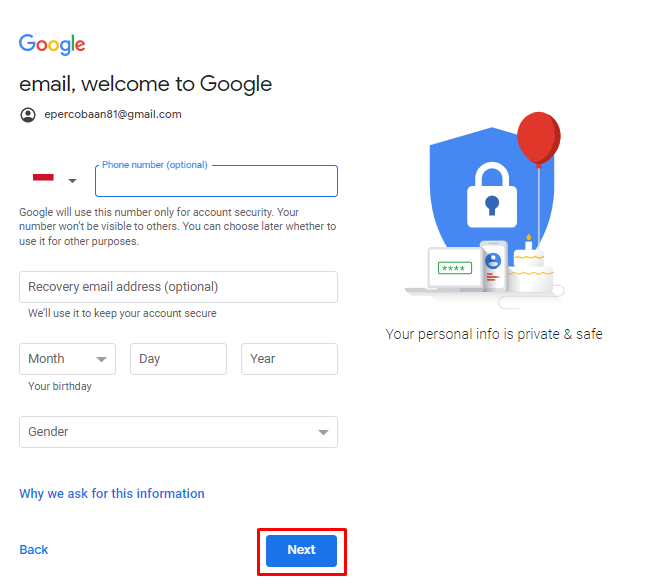 Google
email, welcome to Google
epercobaan81@gmail.com
Phone number (optional)
Google will use this number only for account security. Your
number won't be visible to others. You can choose later whether to
use it for other purposes.
Recovery email address (optional)
We'll use it to keep your account secure
Month
Day
Year
Your birthday
Gender
Why we ask for this information
Back
Next
****
Your personal info is private & safe